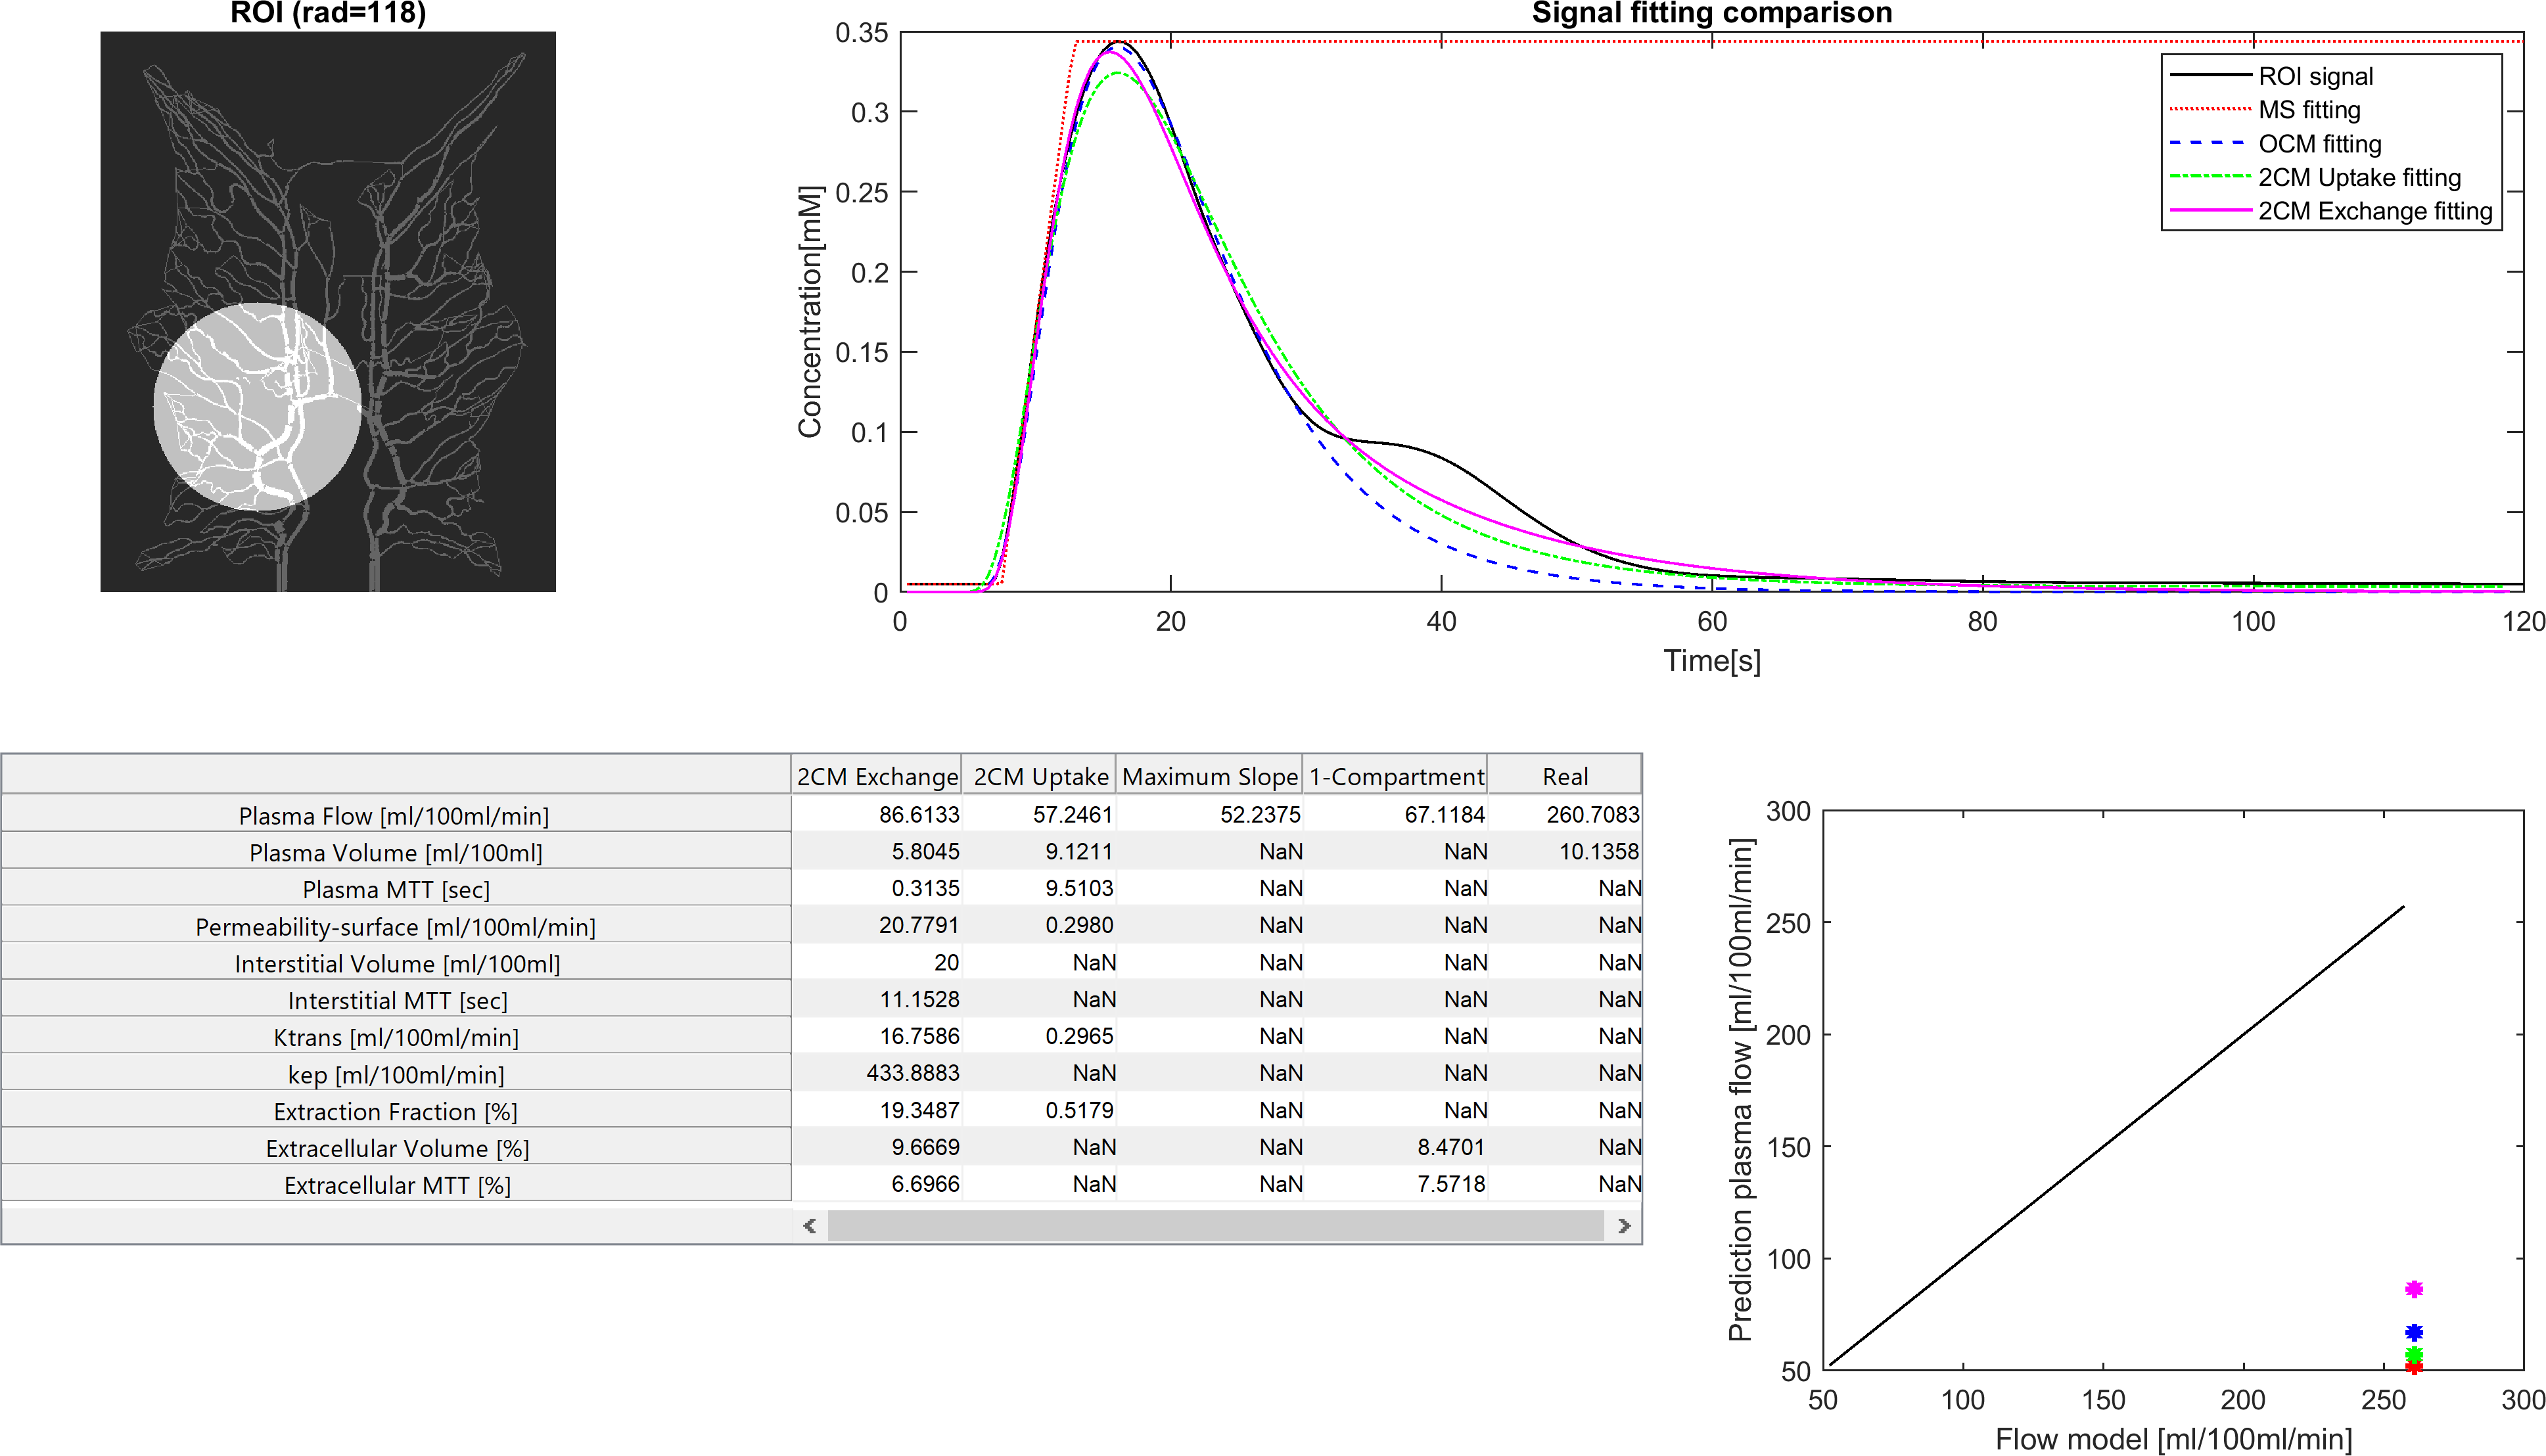 ROI (rad=118)
Signal fitting comparison
0.35
0.3
0.25
0.2
0.15
0.1
0.05
0
Concentration[mM]
0 20 40 60 80 100 120
Time[s]
ROI signal
MS fitting
OCM fitting
2CM Uptake fitting
2CM Exchange fitting
2CM Exchange 2CM Uptake Maximum Slope 1-Compartment Real
Plasma Flow [ml/100ml/min] 86.6133 57.2461 52.2375 67.1184 260.7083
Plasma Volume [ml/100ml] 5.8045 9.1211 NaN NaN 10.1358
Plasma MTT [sec] 0.3135 9.5103 NaN NaN NaN
Permeability-surface [ml/100ml/min] 20.7791 0.2980 NaN NaN NaN
Interstitial Volume [ml/100ml] 20 NaN NaN NaN NaN
Interstitial MTT [sec] 11.1528 NaN NaN NaN NaN
Ktrans [ml/100ml/min] 16.7586 0.2965 NaN NaN NaN
kep [ml/100ml/min] 433.8883 NaN NaN NaN NaN
Extraction Fraction [%] 19.3487 0.5179 NaN NaN NaN
Extracellular Volume [%] 9.6669 NaN NaN 8.4701 NaN
Extracellular MTT [%] 6.6966 NaN NaN 7.5718 NaN
300
250
200
150
100
50
Prediction plasma flow [ml/100ml/min]
50 100 150 200 250 300
Flow model [ml/100ml/min]